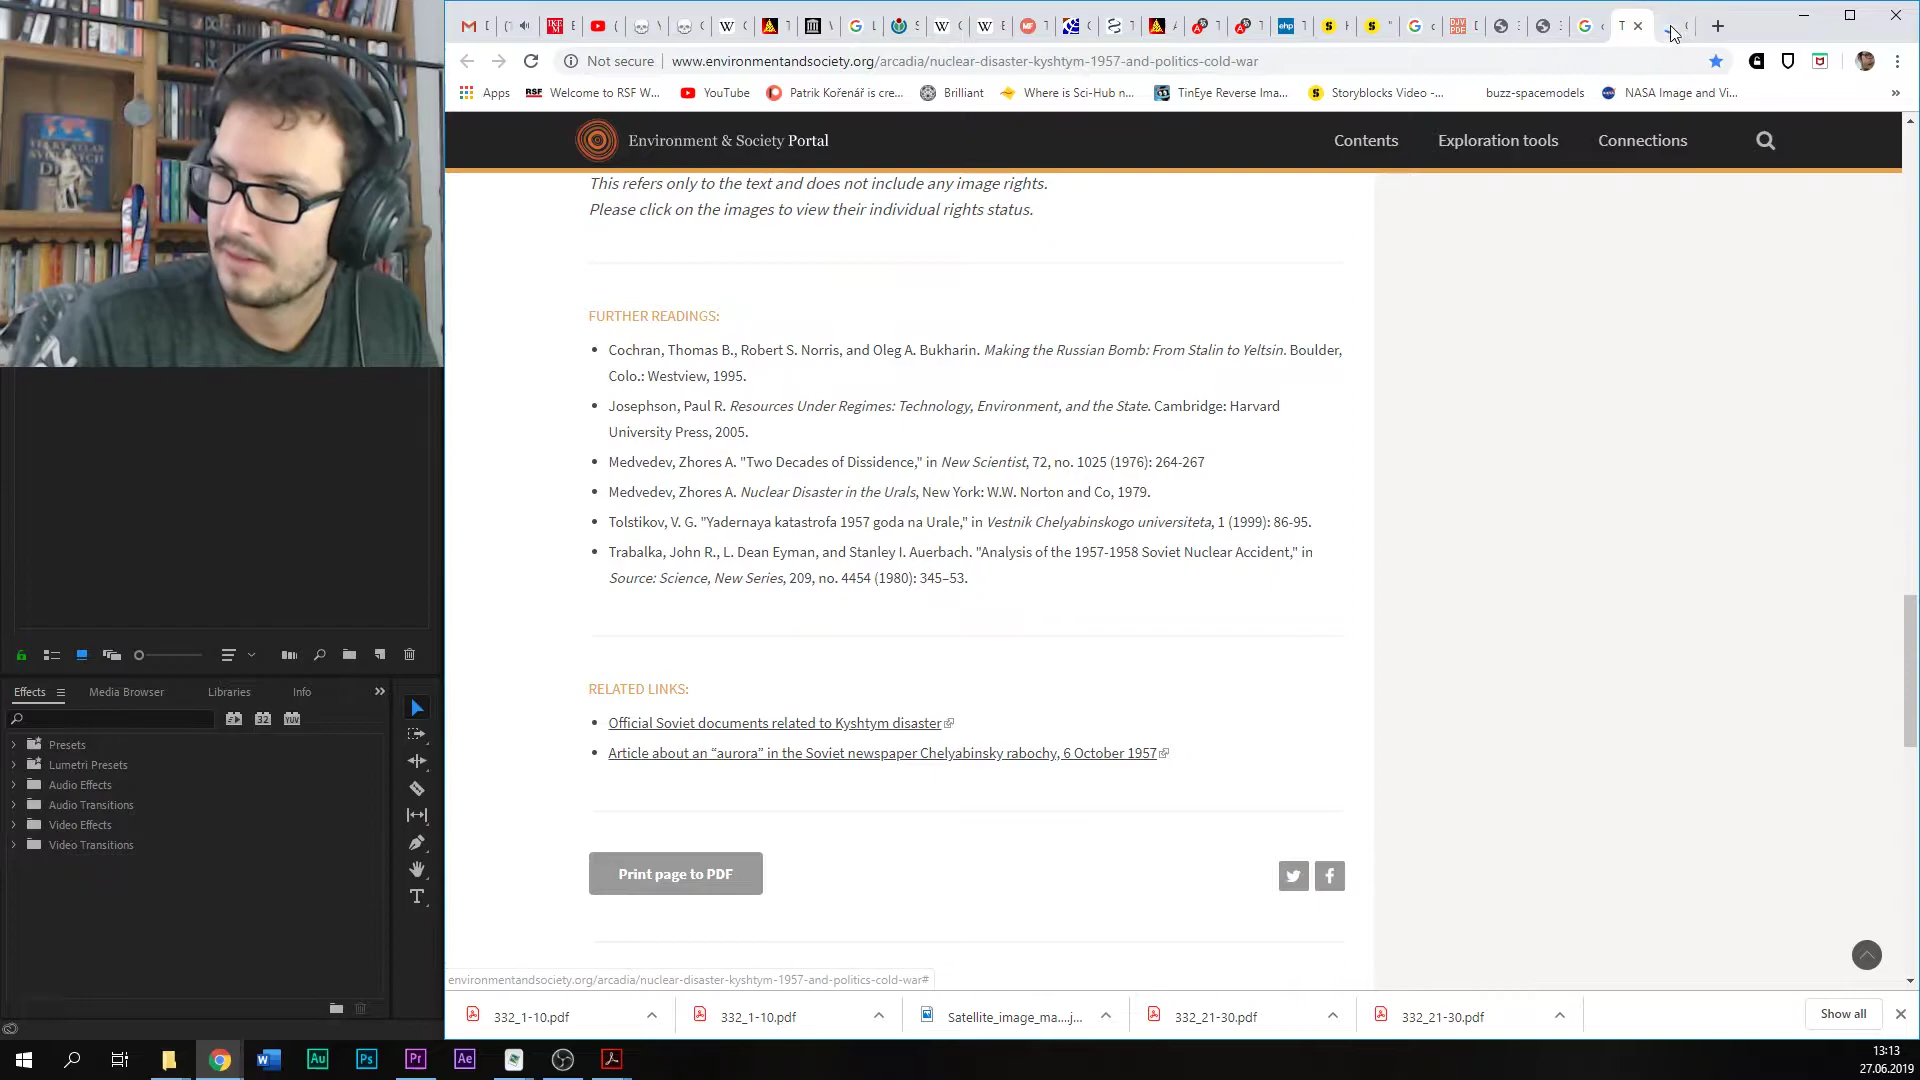 Not secure
www.environmentandsociety.org/arcadia/nuclear-disaster-kyshtym-1957-and-politics-cold-war
Apps
RSF
Welcome to RSF W...
YouTube
Patrik Kořenář is cre...
Brilliant
Where is Sci-Hub n...
TinEye Reverse Ima...
Storyblocks Video -...
buzz-spacemodels
NASA Image and Vi...
»
Environment & Society Portal
Contents
Exploration tools
Connections
This refers only to the text and does not include any image rights.
Please click on the images to view their individual rights status.
FURTHER READINGS:
• Cochran, Thomas B., Robert S. Norris, and Oleg A. Bukharin. Making the Russian Bomb: From Stalin to Yeltsin. Boulder,
Colo.: Westview, 1995.
• Josephson, Paul R. Resources Under Regimes: Technology, Environment, and the State. Cambridge: Harvard
University Press, 2005.
• Medvedev, Zhores A. "Two Decades of Dissidence," in New Scientist, 72, no. 1025 (1976): 264-267
• Medvedev, Zhores A. Nuclear Disaster in the Urals, New York: W.W. Norton and Co, 1979.
• Tolstikov, V. G. "Yadernaya katastrofa 1957 goda na Urale," in Vestnik Chelyabinskogo universiteta, 1 (1999): 86-95.
• Trabalka, John R., L. Dean Eyman, and Stanley I. Auerbach. "Analysis of the 1957-1958 Soviet Nuclear Accident," in
Source: Science, New Series, 209, no. 4454 (1980): 345–53.
RELATED LINKS:
• Official Soviet documents related to Kyshtym disaster
• Article about an “aurora” in the Soviet newspaper Chelyabinsky rabochy, 6 October 1957
Print page to PDF
environmentandsociety.org/arcadia/nuclear-disaster-kyshtym-1957-and-politics-cold-war#
332_1-10.pdf
332_1-10.pdf
Satellite_image_ma....j...
332_21-30.pdf
332_21-30.pdf
Show all
Effects
Media Browser
Libraries
Info
»
32
YUV
Presets
Lumetri Presets
Audio Effects
Audio Transitions
Video Effects
Video Transitions
Au
Ps
Pr
Ae
13:13
27.06.2019